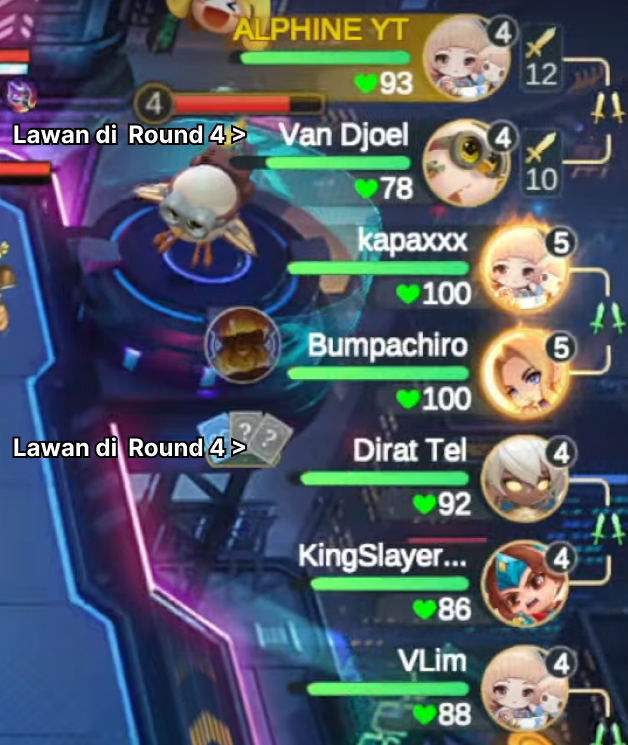 ALPHINE YT
4
93
12
4
Lawan di Round 4 >
Van Djoel
4
78
10
kapaxxx
5
100
Bumpachiro
5
100
Lawan di Round 4 >
? ?
Dirat Tel
4
92
KingSlayer...
4
86
VLim
4
88